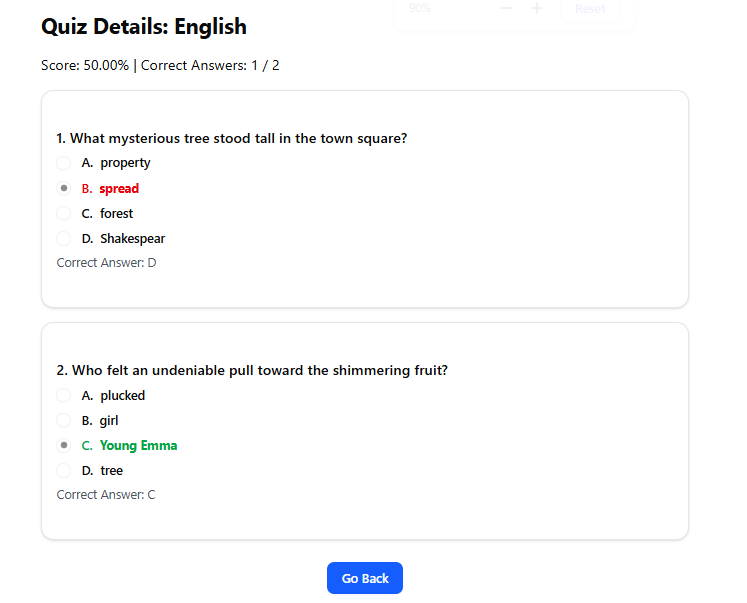 90% − + Reset
Quiz Details: English
Score: 50.00% | Correct Answers: 1 / 2
1. What mysterious tree stood tall in the town square?
A. property
B. spread
C. forest
D. Shakespear
Correct Answer: D
2. Who felt an undeniable pull toward the shimmering fruit?
A. plucked
B. girl
C. Young Emma
D. tree
Correct Answer: C
Go Back